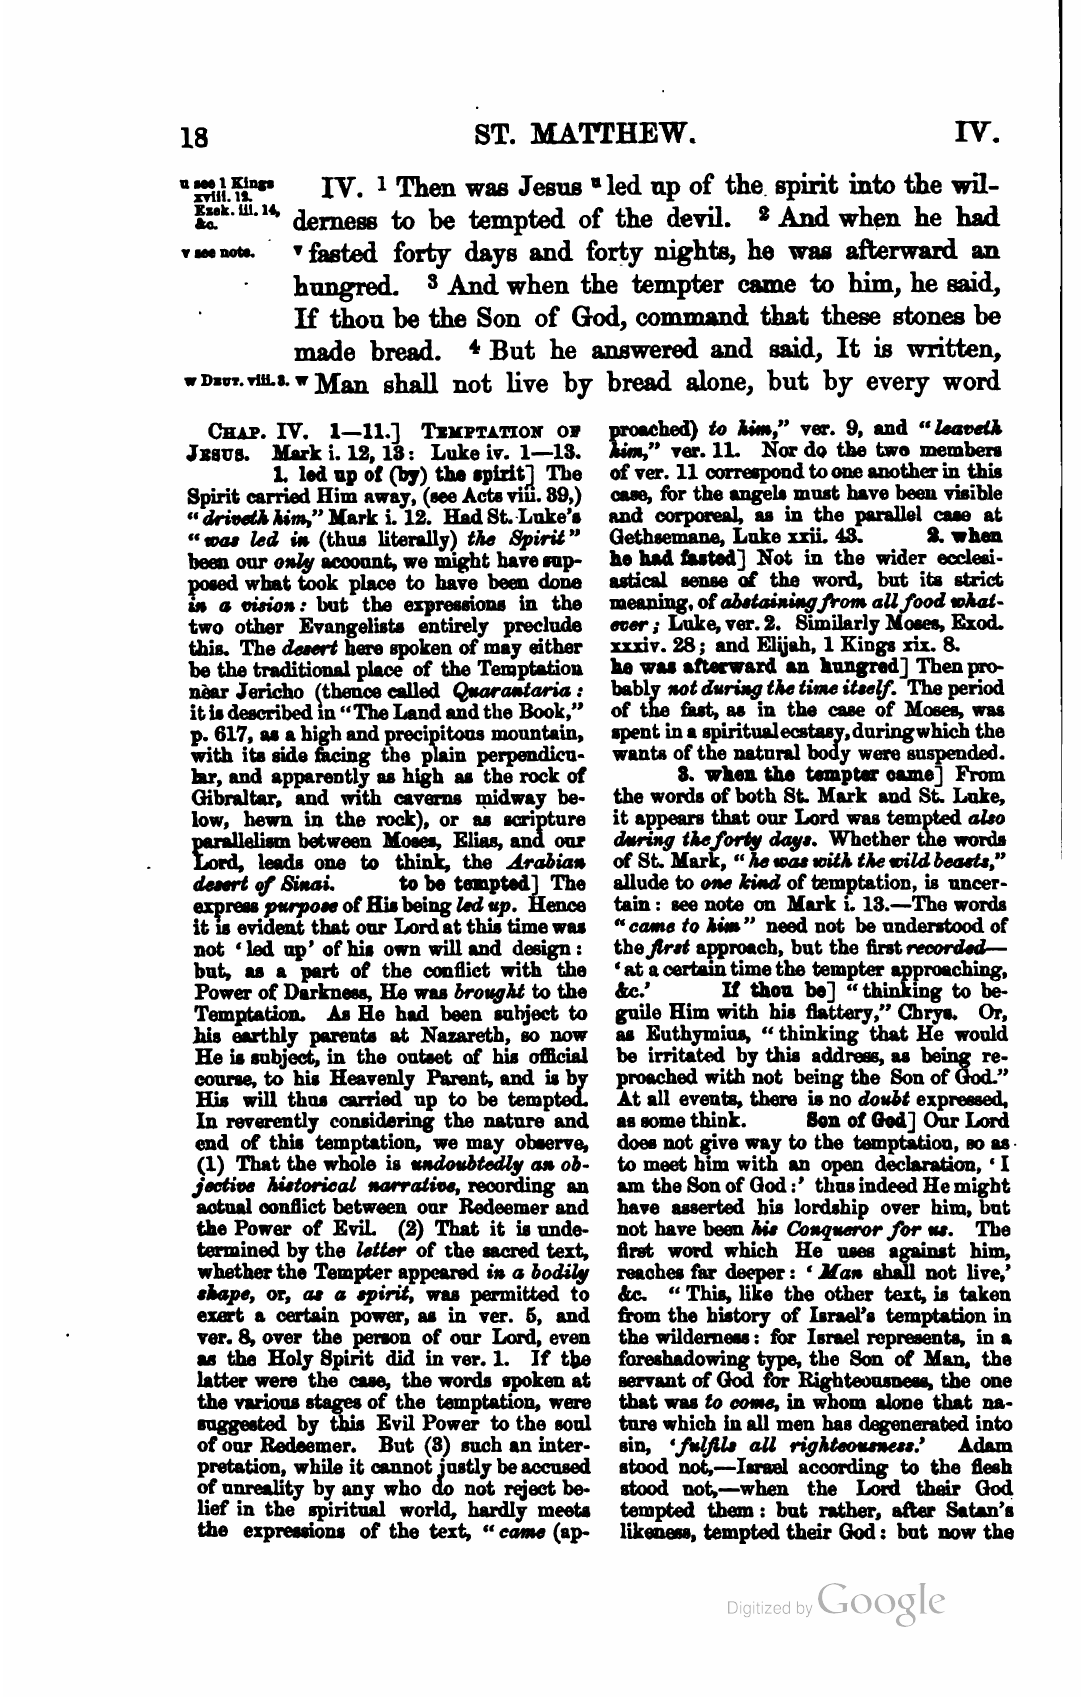 18 ST. MATTHEW. IV.
u see 1 Kings
xviii. 12.
Ezek. iii. 14,
&c.
v see note.
w DEUT. viii. 3.
IV. 1 Then was Jesus u led up of the spirit into the wil-
derness to be tempted of the devil. 2 And when he had
v fasted forty days and forty nights, he was afterward an
hungred. 3 And when the tempter came to him, he said,
If thou be the Son of God, command that these stones be
made bread. 4 But he answered and said, It is written,
w Man shall not live by bread alone, but by every word
CHAP. IV. 1—11.] TEMPTATION OF
JESUS. Mark i. 12, 13: Luke iv. 1—13.
1. led up of (by) the spirit] The
Spirit carried Him away, (see Acts viii. 39,)
“driveth him,” Mark i. 12. Had St. Luke's
“was led in (thus literally) the Spirit”
been our only account, we might have sup-
posed what took place to have been done
in a vision: but the expressions in the
two other Evangelists entirely preclude
this. The desert here spoken of may either
be the traditional place of the Temptation
near Jericho (thence called Quarantaria:
it is described in “The Land and the Book,”
p. 617, as a high and precipitous mountain,
with its side facing the plain perpendicu-
lar, and apparently as high as the rock of
Gibraltar, and with caverns midway be-
low, hewn in the rock), or as scripture
parallelism between Moses, Elias, and our
Lord, leads one to think, the Arabian
desert of Sinai. to be tempted] The
express purpose of His being led up. Hence
it is evident that our Lord at this time was
not ‘led up’ of his own will and design:
but, as a part of the conflict with the
Power of Darkness, He was brought to the
Temptation. As He had been subject to
his earthly parents at Nazareth, so now
He is subject, in the outset of his official
course, to his Heavenly Parent, and is by
His will thus carried up to be tempted.
In reverently considering the nature and
end of this temptation, we may observe,
(1) That the whole is undoubtedly an ob-
jective historical narrative, recording an
actual conflict between our Redeemer and
the Power of Evil. (2) That it is unde-
termined by the letter of the sacred text,
whether the Tempter appeared in a bodily
shape, or, as a spirit, was permitted to
exert a certain power, as in ver. 5, and
ver. 8, over the person of our Lord, even
as the Holy Spirit did in ver. 1. If the
latter were the case, the words spoken at
the various stages of the temptation, were
suggested by this Evil Power to the soul
of our Redeemer. But (3) such an inter-
pretation, while it cannot justly be accused
of unreality by any who do not reject be-
lief in the spiritual world, hardly meets
the expressions of the text, “came (ap-
proached) to him,” ver. 9, and “leaveth
him,” ver. 11. Nor do the two members
of ver. 11 correspond to one another in this
case, for the angels must have been visible
and corporeal, as in the parallel case at
Gethsemane, Luke xxii. 43. 2. when
he had fasted] Not in the wider ecclesi-
astical sense of the word, but its strict
meaning, of abstaining from all food what-
ever; Luke, ver. 2. Similarly Moses, Exod.
xxxiv. 28; and Elijah, 1 Kings xix. 8.
he was afterward an hungred] Then pro-
bably not during the time itself. The period
of the fast, as in the case of Moses, was
spent in a spiritual ecstasy, during which the
wants of the natural body were suspended.
3. when the tempter came] From
the words of both St. Mark and St. Luke,
it appears that our Lord was tempted also
during the forty days. Whether the words
of St. Mark, “he was with the wild beasts,”
allude to one kind of temptation, is uncer-
tain: see note on Mark i. 13.—The words
“came to him” need not be understood of
the first approach, but the first recorded—
‘at a certain time the tempter approaching,
&c.’ If thou be] “thinking to be-
guile Him with his flattery,” Chrys. Or,
as Euthymius, “thinking that He would
be irritated by this address, as being re-
proached with not being the Son of God.”
At all events, there is no doubt expressed,
as some think. Son of God] Our Lord
does not give way to the temptation, so as
to meet him with an open declaration, ‘I
am the Son of God:’ thus indeed He might
have asserted his lordship over him, but
not have been his Conqueror for us. The
first word which He uses against him,
reaches far deeper: ‘Man shall not live,’
&c. “This, like the other text, is taken
from the history of Israel's temptation in
the wilderness: for Israel represents, in a
foreshadowing type, the Son of Man, the
servant of God for Righteousness, the one
that was to come, in whom alone that na-
ture which in all men has degenerated into
sin, ‘fulfils all righteousness.’ Adam
stood not,—Israel according to the flesh
stood not,—when the Lord their God
tempted them: but rather, after Satan's
likeness, tempted their God: but now the
Digitized by Google